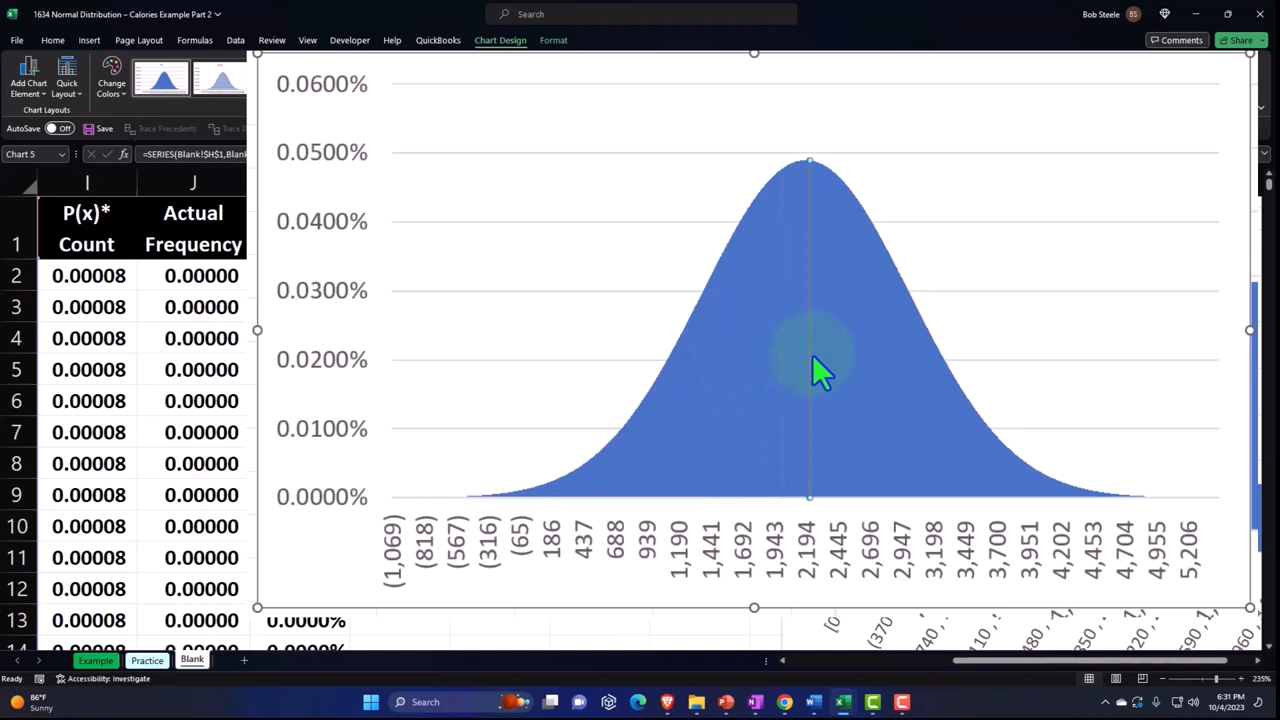 1634 Normal Distribution – Calories Example Part 2
Search
Bob Steele BS
File Home Insert Page Layout Formulas Data Review View Developer Help QuickBooks Chart Design Format
Comments Share
Add Chart Element
Quick Layout
Change Colors
Chart Layouts
AutoSave Off Save Trace Precedents
Chart 5 fx =SERIES(Blank!$H$1,Blank
I J
1 P(x)* Count Actual Frequency
2 0.00008 0.00000
3 0.00008 0.00000
4 0.00008 0.00000
5 0.00008 0.00000
6 0.00008 0.00000
7 0.00008 0.00000
8 0.00008 0.00000
9 0.00008 0.00000
10 0.00008 0.00000
11 0.00008 0.00000
12 0.00008 0.00000
13 0.00008 0.00000 0.0000%
0.0600%
0.0500%
0.0400%
0.0300%
0.0200%
0.0100%
0.0000%
(1,069) (818) (567) (316) (65) 186 437 688 939 1,190 1,441 1,692 1,943 2,194 2,445 2,696 2,947 3,198 3,449 3,700 3,951 4,202 4,453 4,704 4,955 5,206
Example Practice Blank
Ready Accessibility: Investigate 235%
86°F
Sunny
Search
6:31 PM
10/4/2023